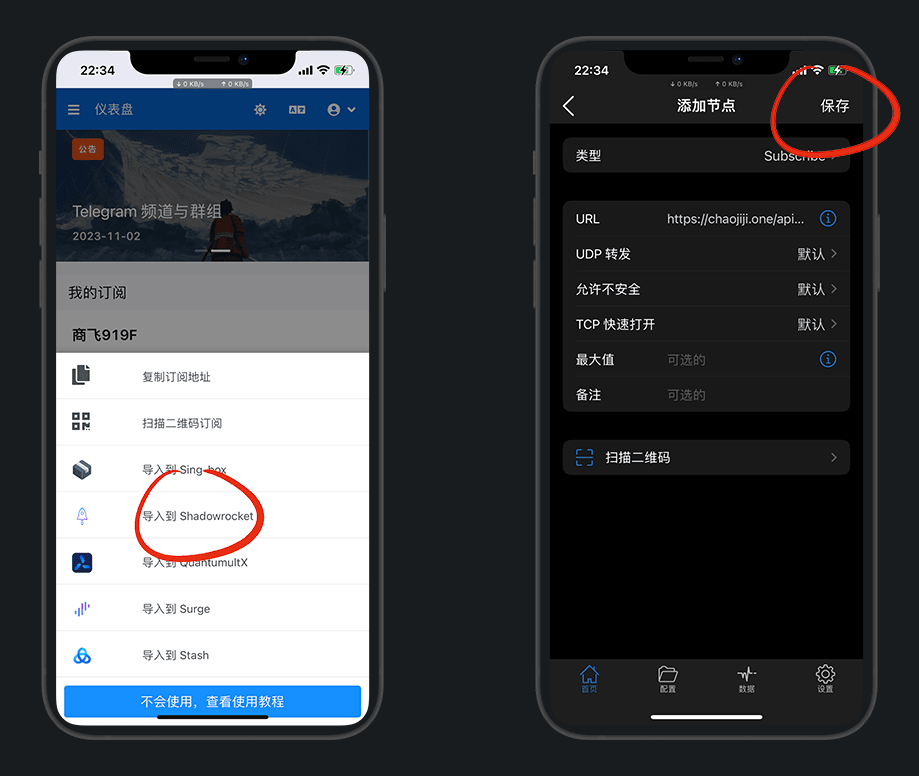 22:34
↓ 0 KB/s ↑ 0 KB/s
仪表盘
公告
Telegram 频道与群组
2023-11-02
我的订阅
商飞919F
复制订阅地址
扫描二维码订阅
导入到 Sing-box
导入到 Shadowrocket
导入到 QuantumultX
导入到 Surge
导入到 Stash
不会使用，查看使用教程
22:34
↓ 0 KB/s ↑ 0 KB/s
添加节点
保存
类型 Subscribe
URL https://chaojiji.one/api...
UDP 转发 默认
允许不安全 默认
TCP 快速打开 默认
最大值 可选的
备注 可选的
扫描二维码
首页 配置 数据 设置